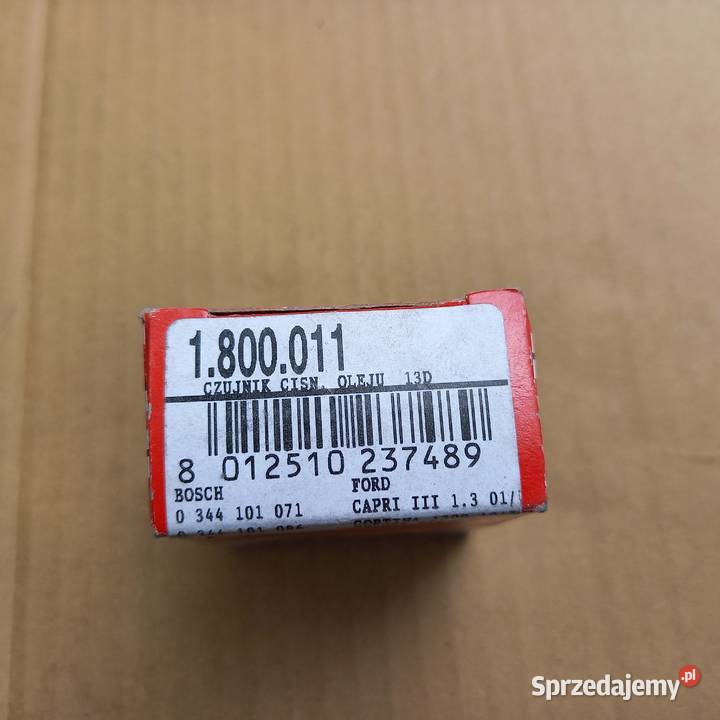 1.800.011
CZUJNIK CISN. OLEJU 13D
8 012510 237489
BOSCH FORD
0 344 101 071 CAPRI III 1.3 01/
Sprzedajemy.pl